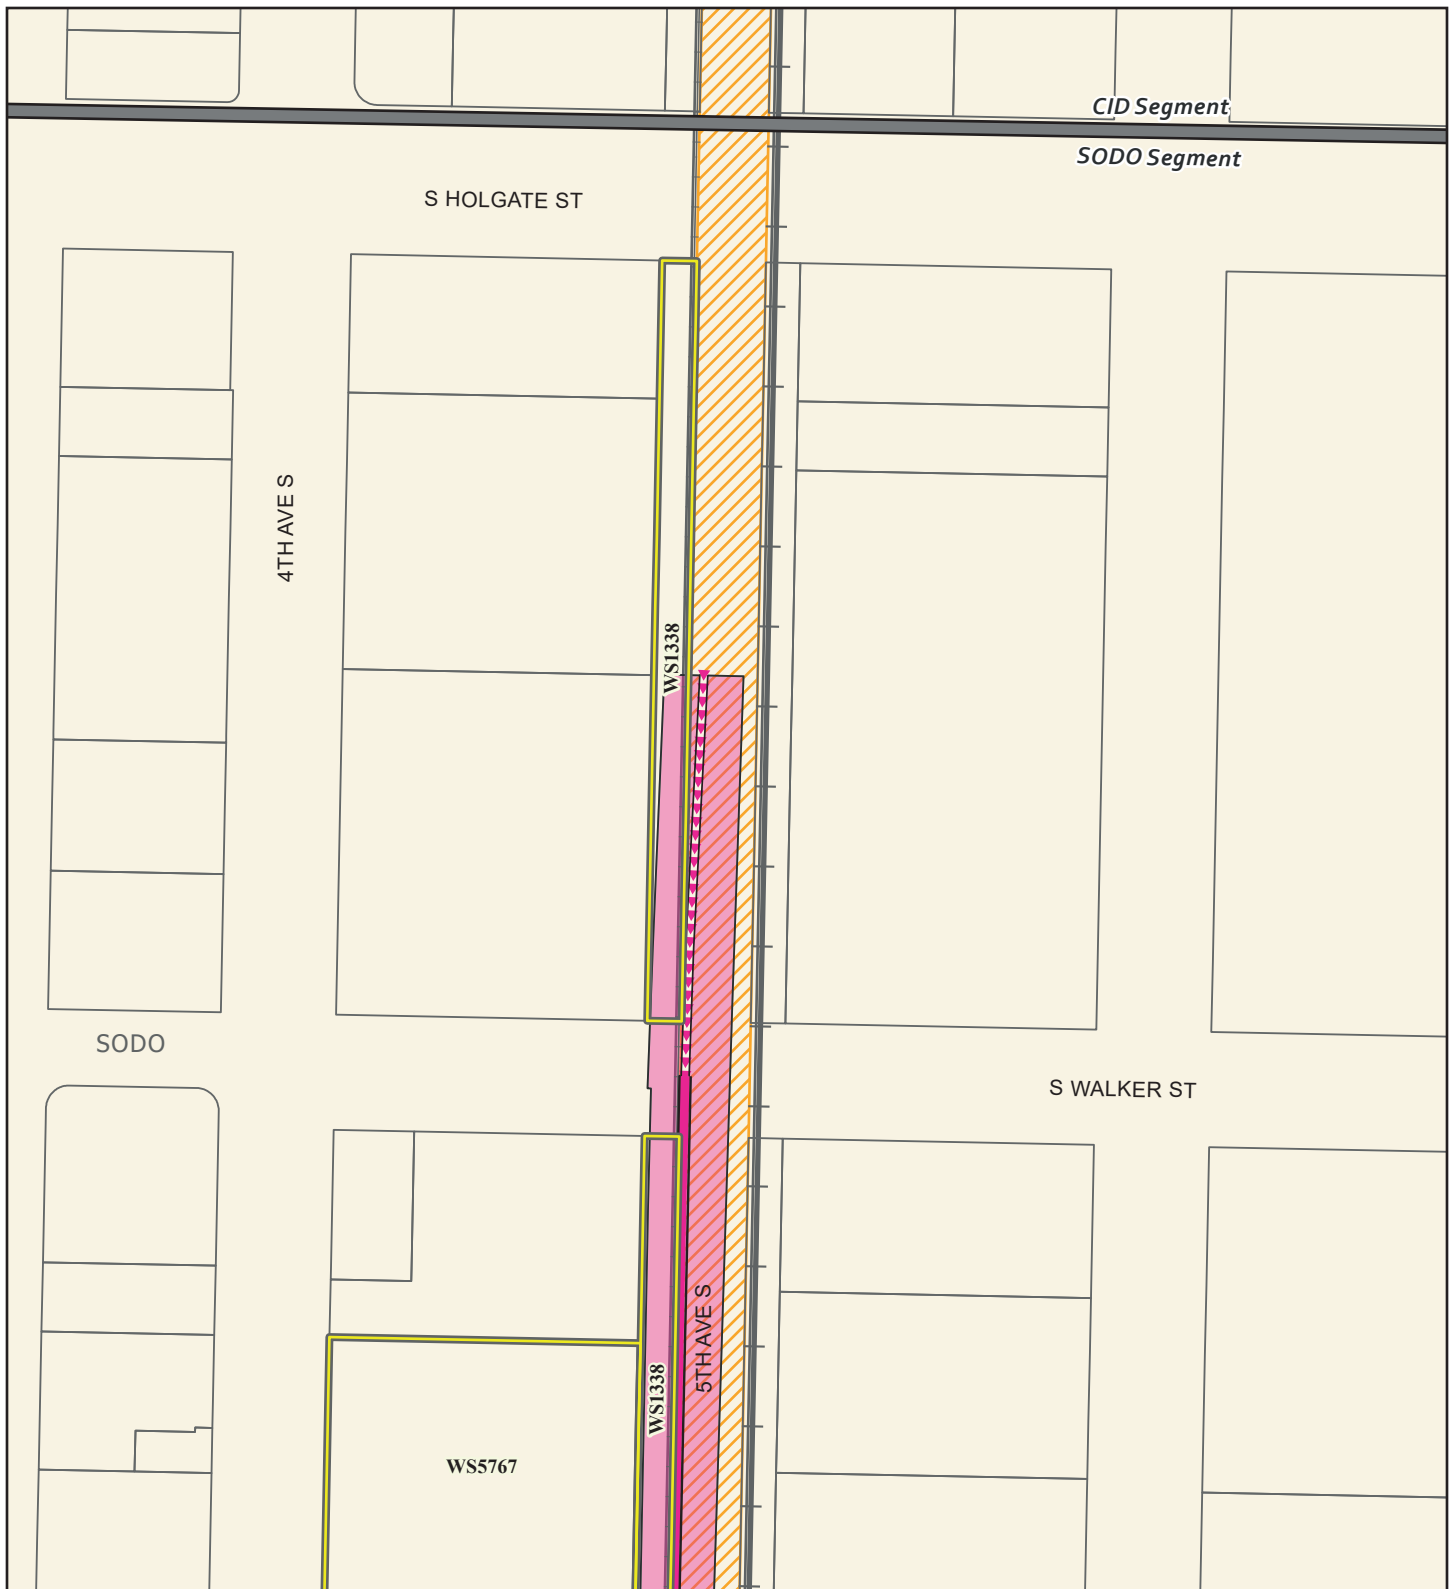 CID Segment
SODO Segment
S HOLGATE ST
4TH AVE S
WS1338
SODO
S WALKER ST
5TH AVE S
WS1338
WS5767